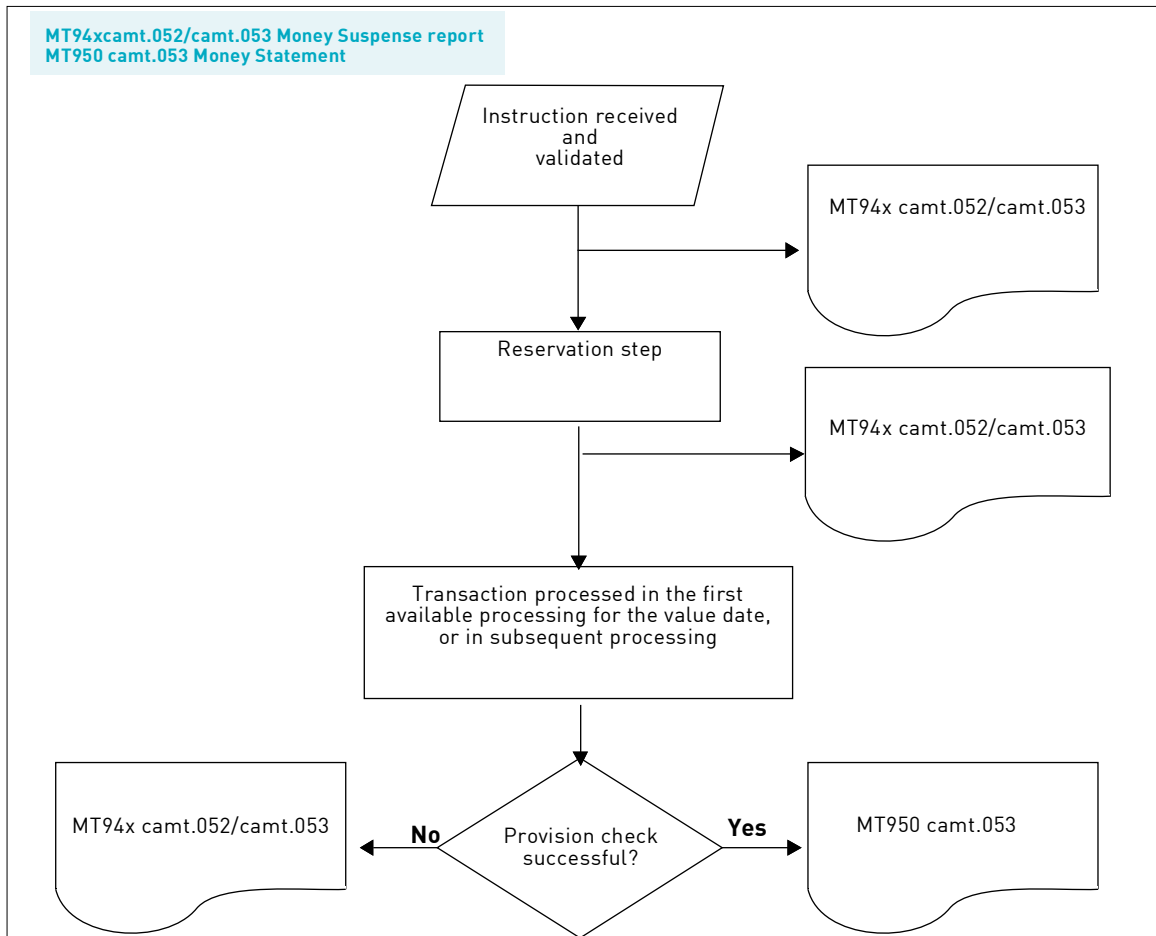 MT94xcamt.052/camt.053 Money Suspense report
MT950 camt.053 Money Statement
Instruction received
and
validated
MT94x camt.052/camt.053
Reservation step
MT94x camt.052/camt.053
Transaction processed in the first
available processing for the value date,
or in subsequent processing
MT94x camt.052/camt.053
No
Provision check
successful?
Yes
MT950 camt.053